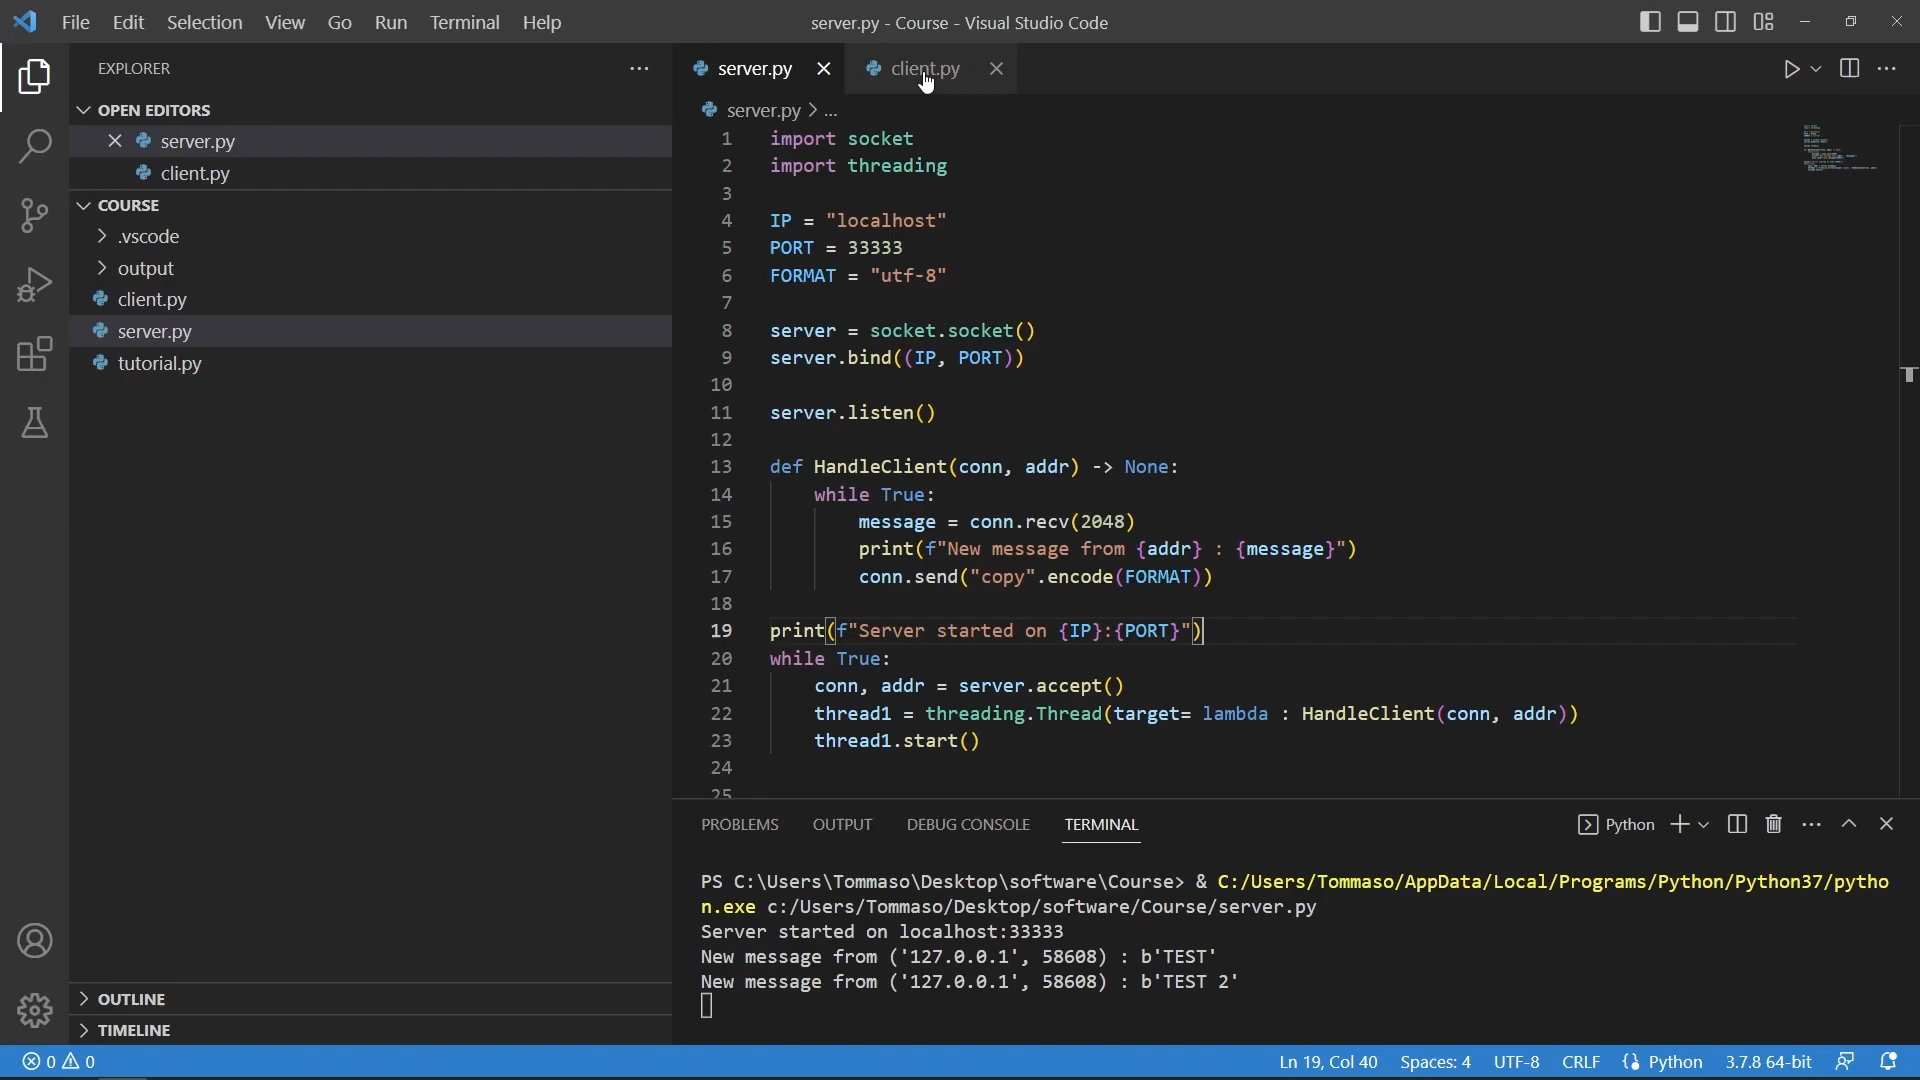 File Edit Selection View Go Run Terminal Help
server.py - Course - Visual Studio Code
EXPLORER
OPEN EDITORS
server.py
client.py
COURSE
.vscode
output
client.py
server.py
tutorial.py
OUTLINE
TIMELINE
server.py
client.py
server.py > ...
1 import socket
2 import threading
3
4 IP = "localhost"
5 PORT = 33333
6 FORMAT = "utf-8"
7
8 server = socket.socket()
9 server.bind((IP, PORT))
10
11 server.listen()
12
13 def HandleClient(conn, addr) -> None:
14 while True:
15 message = conn.recv(2048)
16 print(f"New message from {addr} : {message}")
17 conn.send("copy".encode(FORMAT))
18
19 print(f"Server started on {IP}:{PORT}")
20 while True:
21 conn, addr = server.accept()
22 thread1 = threading.Thread(target= lambda : HandleClient(conn, addr))
23 thread1.start()
24
25
PROBLEMS OUTPUT DEBUG CONSOLE TERMINAL
Python
PS C:\Users\Tommaso\Desktop\software\Course> & C:/Users/Tommaso/AppData/Local/Programs/Python/Python37/pytho
n.exe c:/Users/Tommaso/Desktop/software/Course/server.py
Server started on localhost:33333
New message from ('127.0.0.1', 58608) : b'TEST'
New message from ('127.0.0.1', 58608) : b'TEST 2'
0 0
Ln 19, Col 40 Spaces: 4 UTF-8 CRLF Python 3.7.8 64-bit